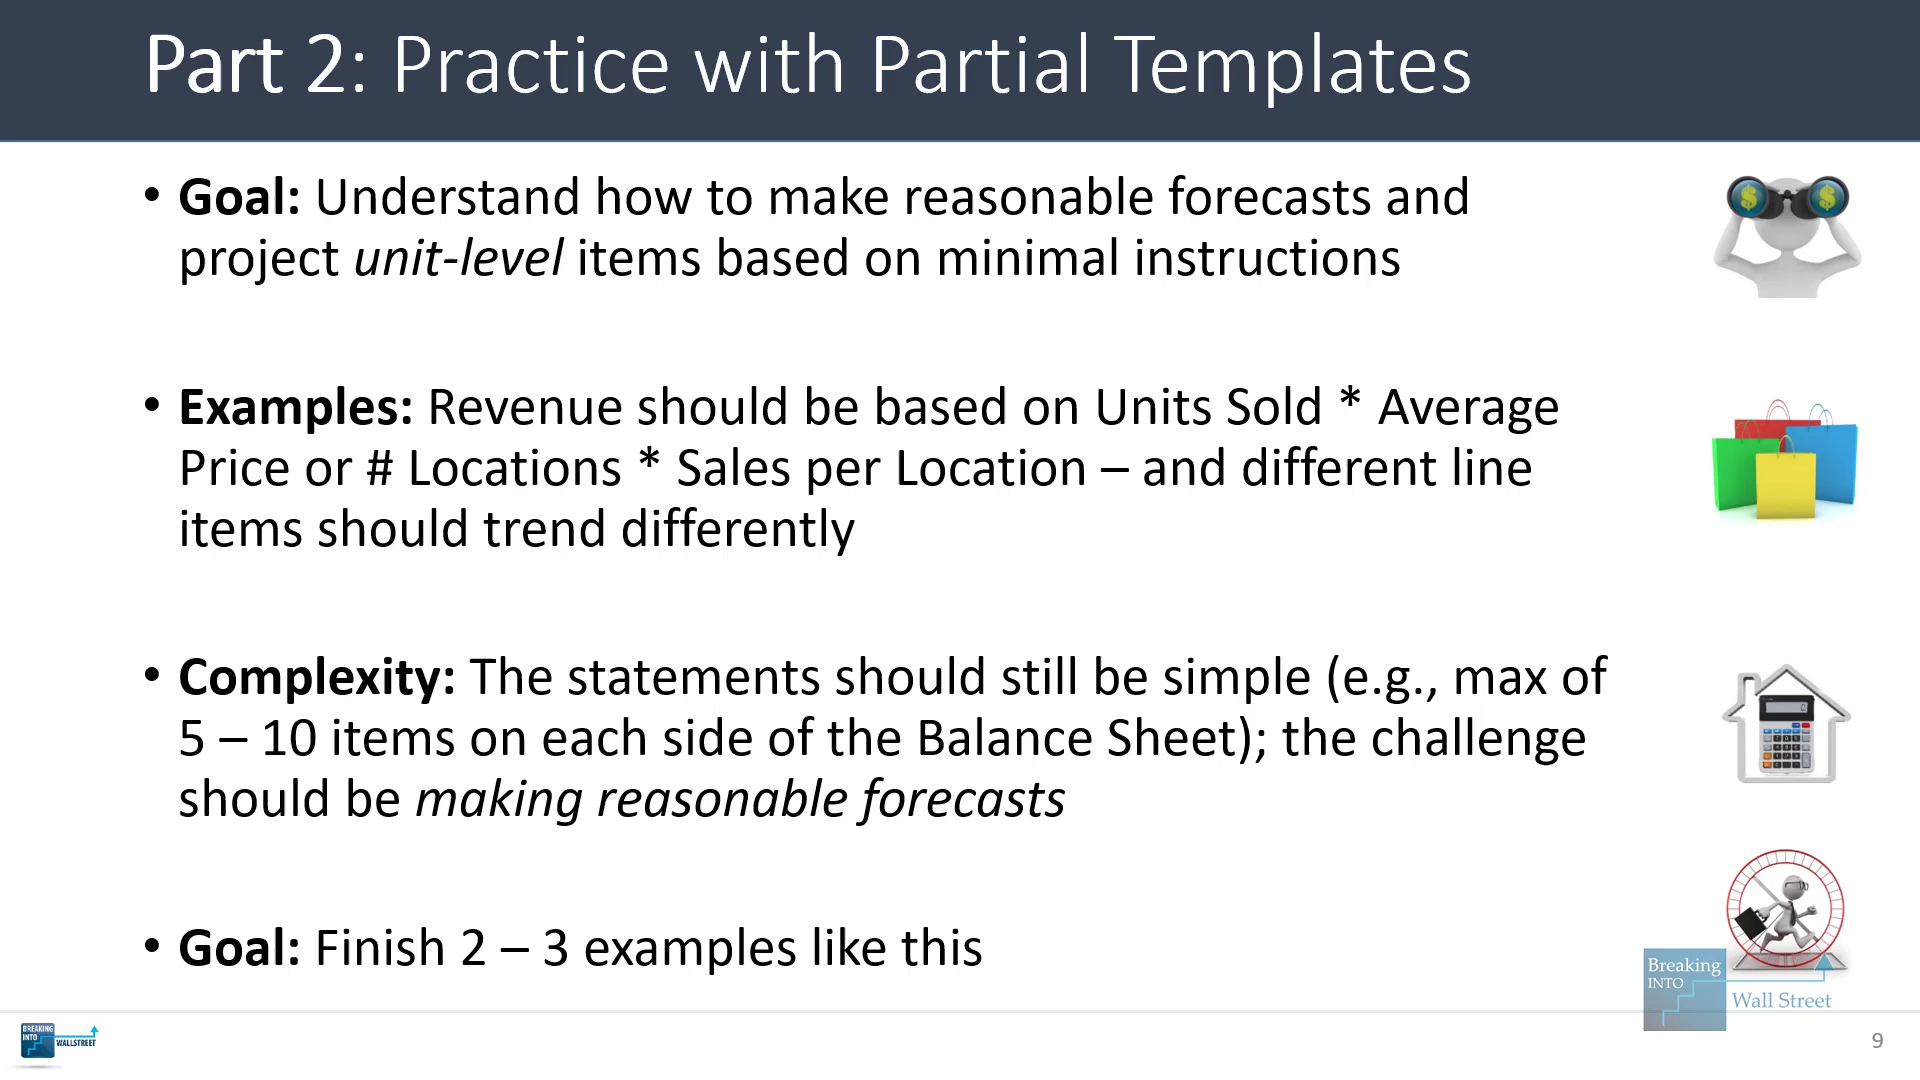 Part 2: Practice with Partial Templates
• Goal: Understand how to make reasonable forecasts and
project unit-level items based on minimal instructions
• Examples: Revenue should be based on Units Sold * Average
Price or # Locations * Sales per Location – and different line
items should trend differently
• Complexity: The statements should still be simple (e.g., max of
5 – 10 items on each side of the Balance Sheet); the challenge
should be making reasonable forecasts
• Goal: Finish 2 – 3 examples like this
Breaking
INTO
Wall Street
BREAKING
INTO
WALLSTREET
9